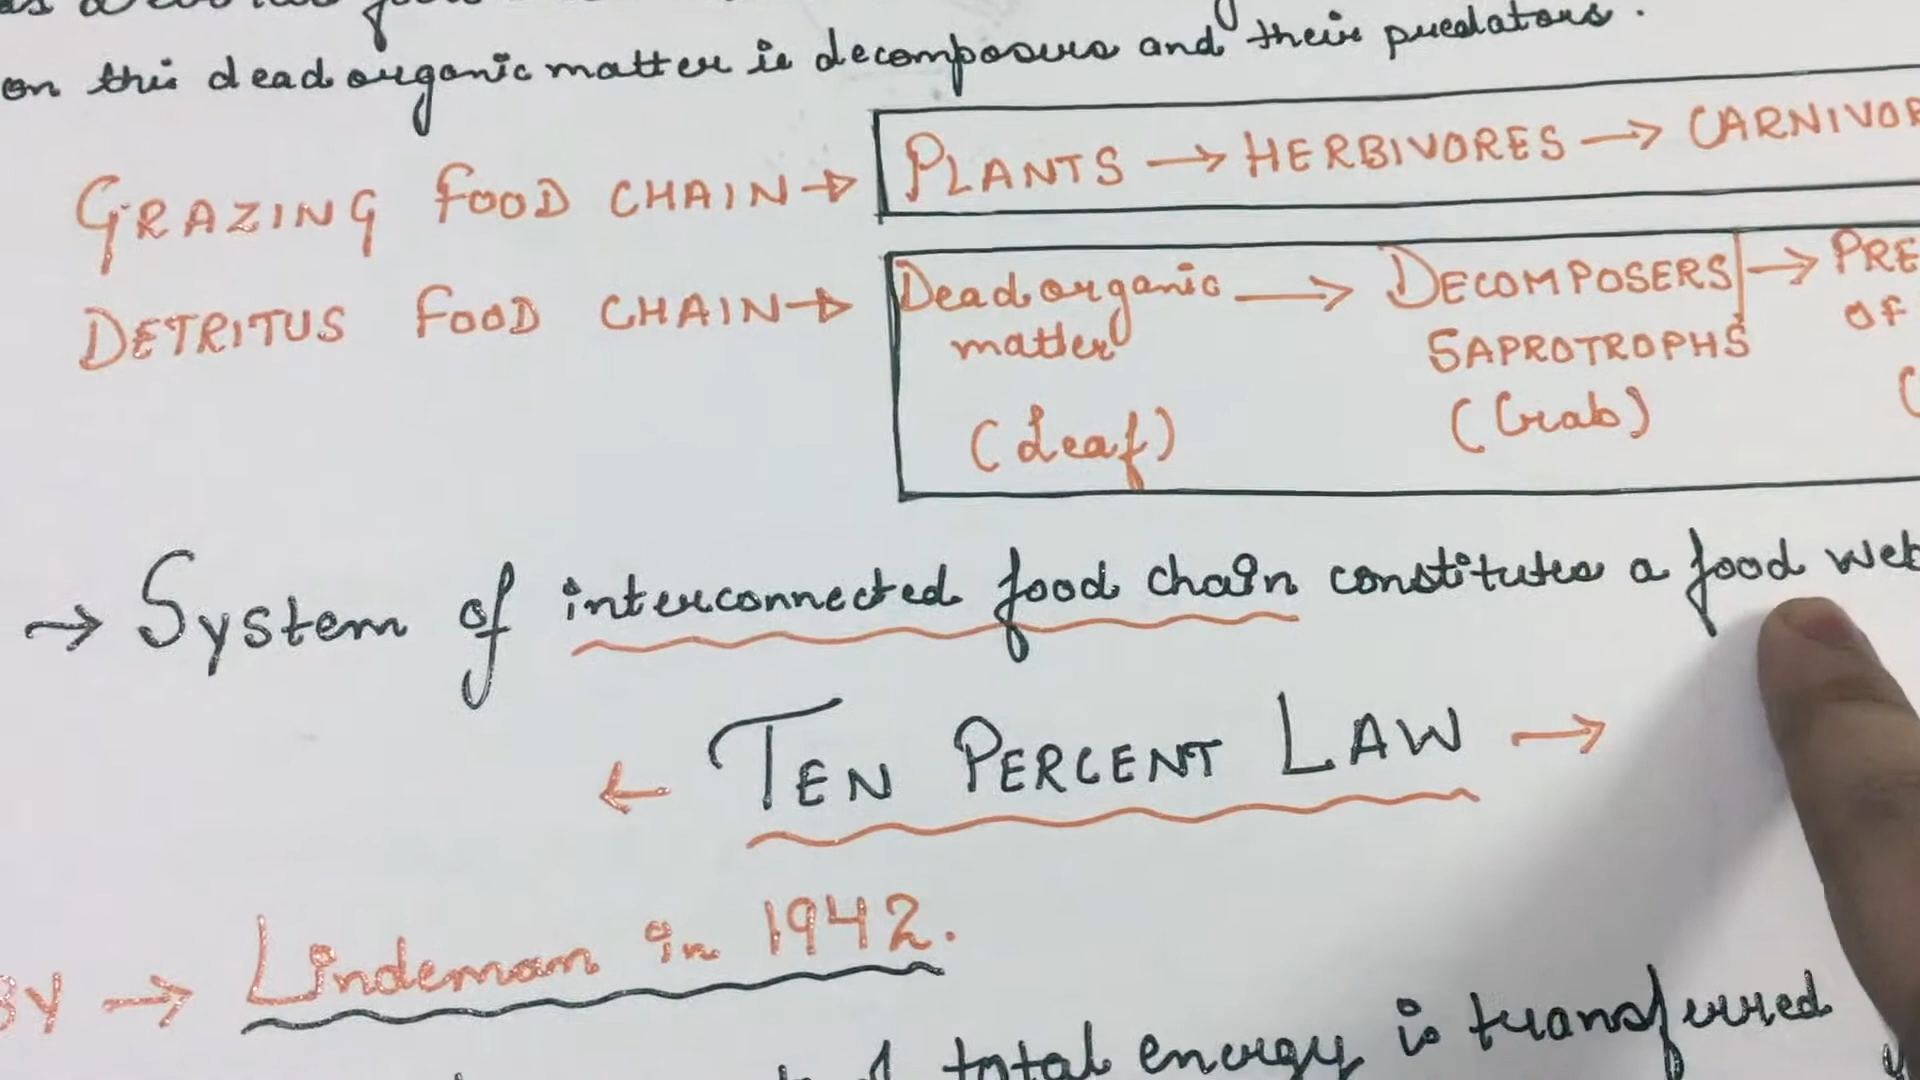 on this dead organic matter is decomposers and their predators.
GRAZING FOOD CHAIN → PLANTS → HERBIVORES → CARNIVOR
DETRITUS FOOD CHAIN → Dead organic matter → DECOMPOSERS → PRE
SAPROTROPHS OF
(Leaf) (Crab) (
→ System of interconnected food chain constitutes a food web
← TEN PERCENT LAW →
BY → Lindeman in 1942.
of total energy is transferred